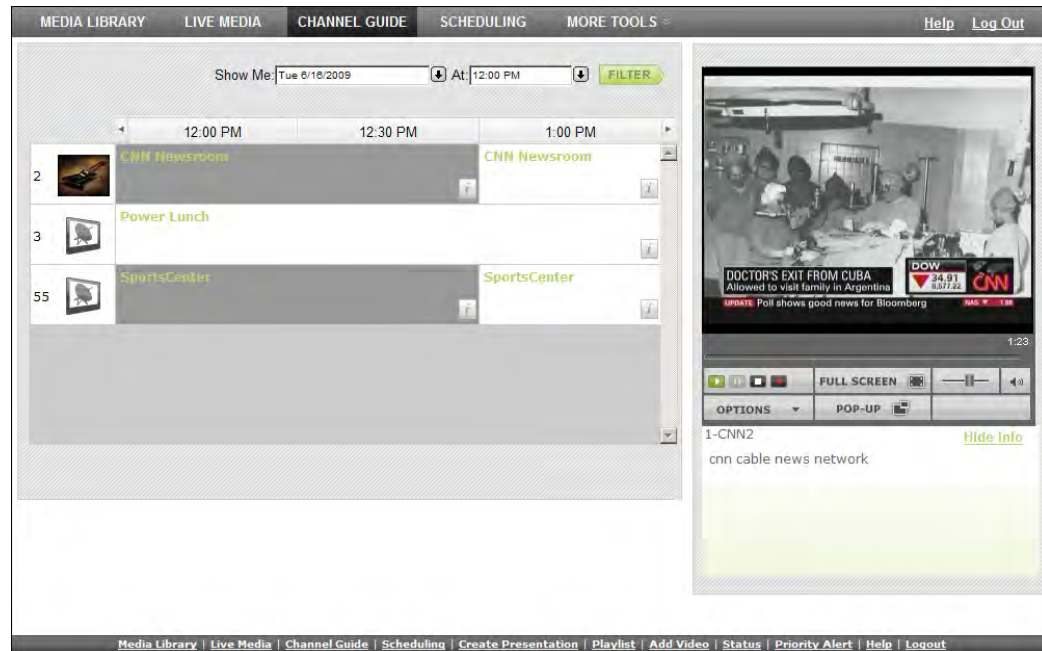 MEDIA LIBRARY LIVE MEDIA CHANNEL GUIDE SCHEDULING MORE TOOLS Help Log Out
Show Me: Tue 6/16/2009 At: 12:00 PM FILTER
12:00 PM 12:30 PM 1:00 PM
2 CNN Newsroom i CNN Newsroom i
3 Power Lunch i
55 SportsCenter i SportsCenter i
DOCTOR'S EXIT FROM CUBA
Allowed to visit family in Argentina
DOW
34.91
8,577.22
CNN
UPDATE Poll shows good news for Bloomberg
NAS
1:23
FULL SCREEN
OPTIONS POP-UP
1-CNN2 Hide Info
cnn cable news network
Media Library | Live Media | Channel Guide | Scheduling | Create Presentation | Playlist | Add Video | Status | Priority Alert | Help | Logout